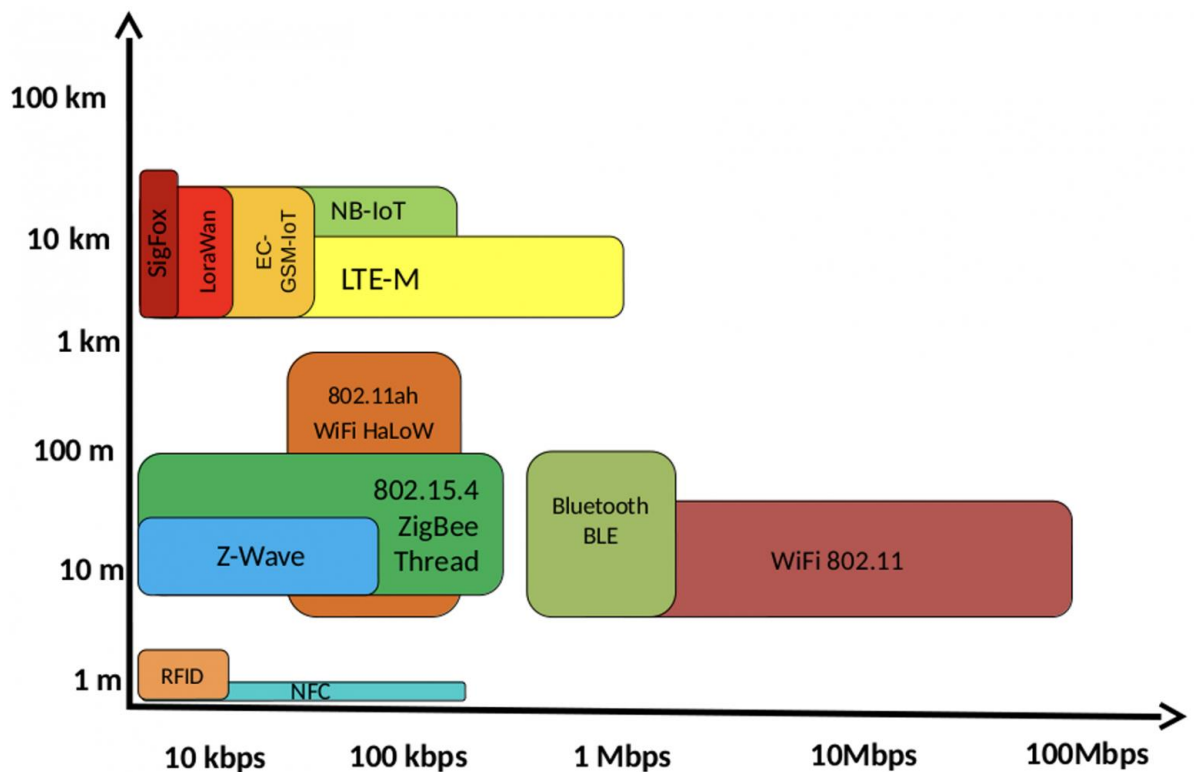 100 km
10 km
1 km
100 m
10 m
1 m
SigFox
LoraWan
EC-
GSM-IoT
NB-IoT
LTE-M
802.11ah
WiFi HaLoW
802.15.4
ZigBee
Thread
Z-Wave
Bluetooth
BLE
WiFi 802.11
RFID
NFC
10 kbps
100 kbps
1 Mbps
10Mbps
100Mbps